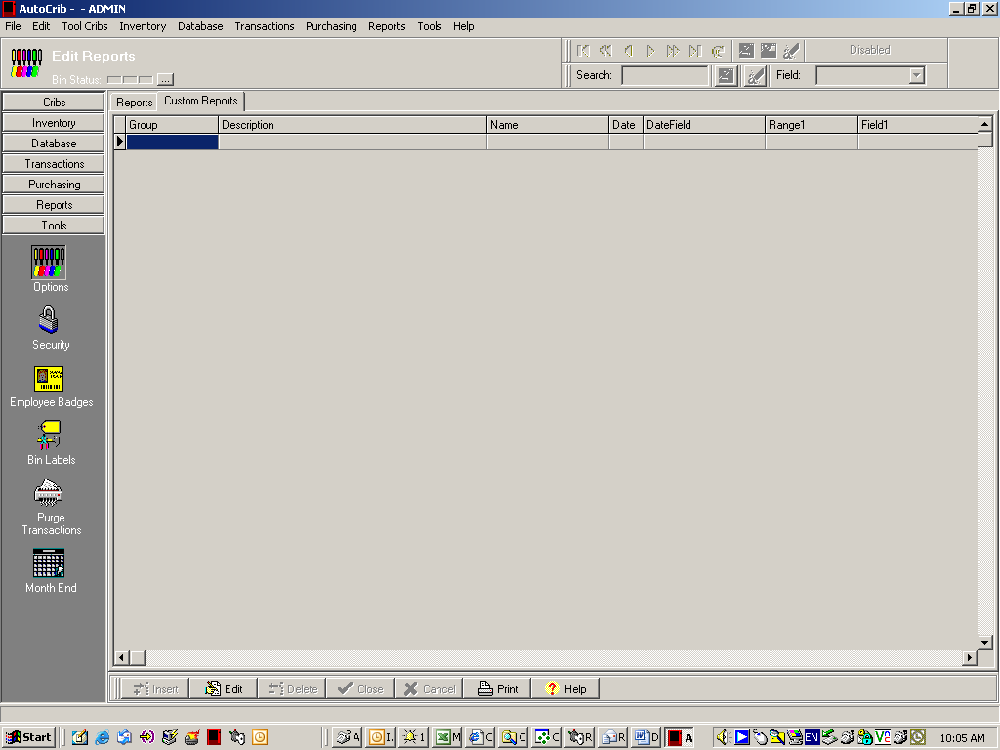 AutoCrib - - ADMIN
File Edit Tool Cribs Inventory Database Transactions Purchasing Reports Tools Help
Edit Reports
Disabled
Bin Status: ...
Search: Field:
Cribs
Inventory
Database
Transactions
Purchasing
Reports
Tools
Options
Security
Employee Badges
Bin Labels
Purge
Transactions
Month End
Reports Custom Reports
Group Description Name Date DateField Range1 Field1
Insert Edit Delete Close Cancel Print Help
Start A I. 1 M C C C R R D A EN 10:05 AM